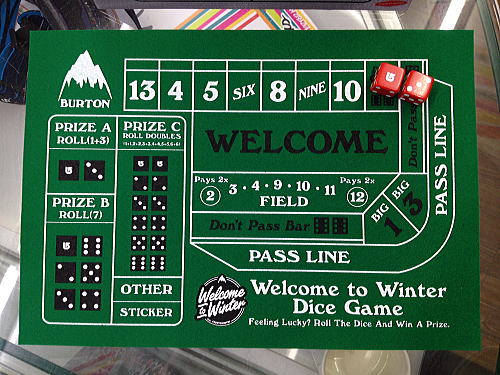 BURTON
13 4 5 SIX 8 NINE 10
PRIZE A
ROLL(1+3)
PRIZE C
ROLL DOUBLES
PRIZE B
ROLL(7)
OTHER
STICKER
WELCOME
Don't Pass
PASS LINE
Pays 2x
2
3 • 4 • 9 • 10 • 11
FIELD
Pays 2x
12
BIG 1
BIG 3
Don't Pass Bar
PASS LINE
Welcome
to
Winter
Welcome to Winter
Dice Game
Feeling Lucky? Roll The Dice And Win A Prize.